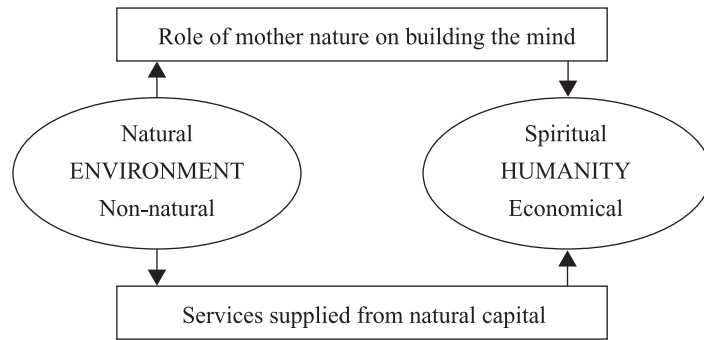 Role of mother nature on building the mind
Natural
ENVIRONMENT
Non-natural
Spiritual
HUMANITY
Economical
Services supplied from natural capital